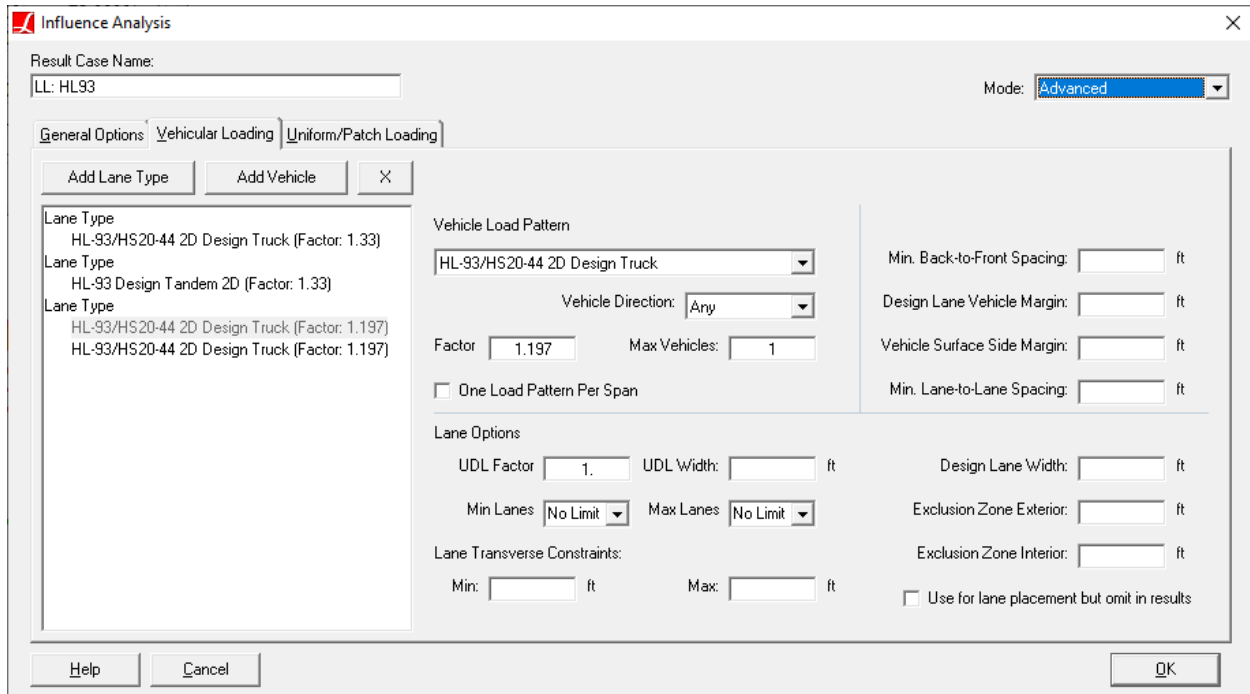 Influence Analysis
Result Case Name:
LL: HL93
Mode: Advanced
General Options Vehicular Loading Uniform/Patch Loading
Add Lane Type Add Vehicle X
Lane Type
HL-93/HS20-44 2D Design Truck (Factor: 1.33)
Lane Type
HL-93 Design Tandem 2D (Factor: 1.33)
Lane Type
HL-93/HS20-44 2D Design Truck (Factor: 1.197)
HL-93/HS20-44 2D Design Truck (Factor: 1.197)
Vehicle Load Pattern
HL-93/HS20-44 2D Design Truck
Vehicle Direction: Any
Factor 1.197 Max Vehicles: 1
One Load Pattern Per Span
Min. Back-to-Front Spacing: ft
Design Lane Vehicle Margin: ft
Vehicle Surface Side Margin: ft
Min. Lane-to-Lane Spacing: ft
Lane Options
UDL Factor 1. UDL Width: ft Design Lane Width: ft
Min Lanes No Limit Max Lanes No Limit Exclusion Zone Exterior: ft
Lane Transverse Constraints: Exclusion Zone Interior: ft
Min: ft Max: ft Use for lane placement but omit in results
Help Cancel OK